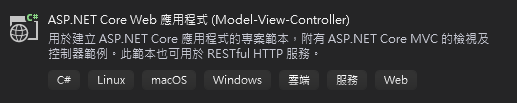 C#
ASP.NET Core Web 應用程式 (Model-View-Controller)
用於建立 ASP.NET Core 應用程式的專案範本，附有 ASP.NET Core MVC 的檢視及
控制器範例。此範本也可用於 RESTful HTTP 服務。
C# Linux macOS Windows 雲端 服務 Web